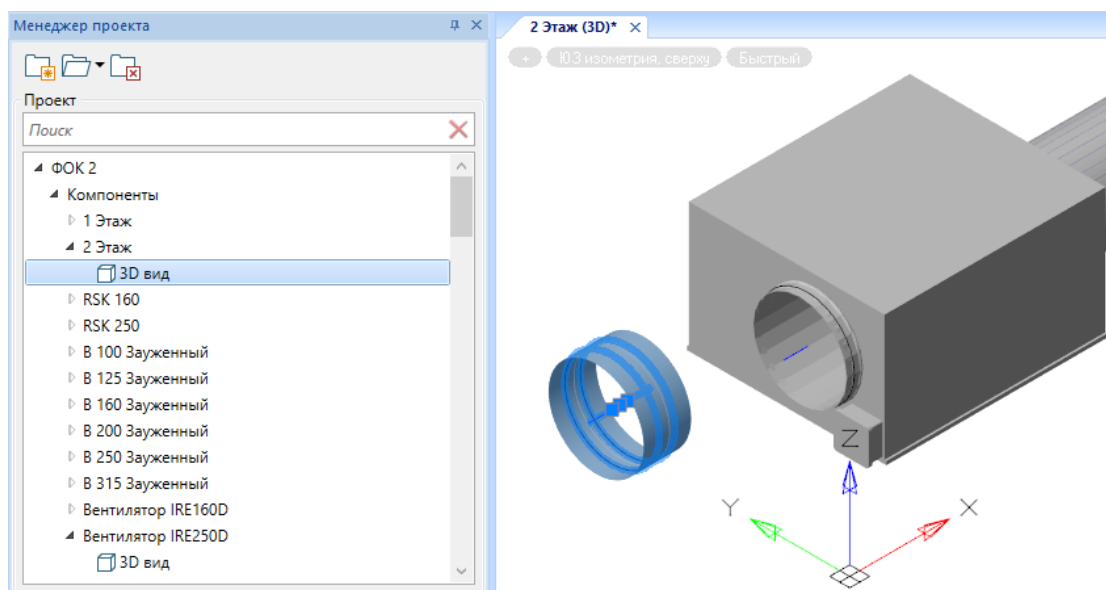 Менеджер проекта
Проект
Поиск
ФОК 2
Компоненты
1 Этаж
2 Этаж
3D вид
RSK 160
RSK 250
В 100 Зауженный
В 125 Зауженный
В 160 Зауженный
В 200 Зауженный
В 250 Зауженный
В 315 Зауженный
Вентилятор IRE160D
Вентилятор IRE250D
3D вид
2 Этаж (3D)*
+ ЮЗ изометрия, сверху Быстрый
Z
Y X